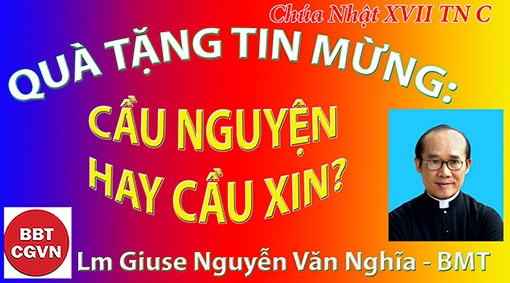 Chúa Nhật XVII TN C
QUÀ TẶNG TIN MỪNG:
CẦU NGUYỆN
HAY CẦU XIN?
BBT
CGVN
Lm Giuse Nguyễn Văn Nghĩa - BMT